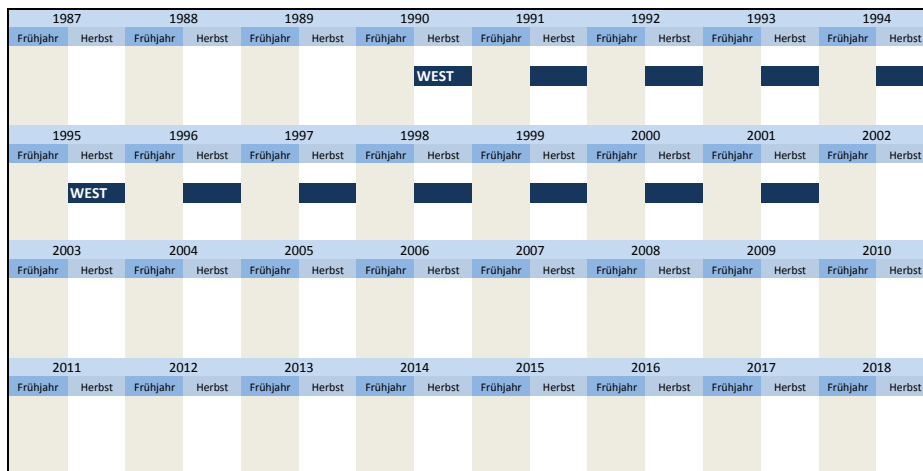 1987 1988 1989 1990 1991 1992 1993 1994
Frühjahr Herbst Frühjahr Herbst Frühjahr Herbst Frühjahr Herbst Frühjahr Herbst Frühjahr Herbst Frühjahr Herbst Frühjahr Herbst
WEST
1995 1996 1997 1998 1999 2000 2001 2002
Frühjahr Herbst Frühjahr Herbst Frühjahr Herbst Frühjahr Herbst Frühjahr Herbst Frühjahr Herbst Frühjahr Herbst Frühjahr Herbst
WEST
2003 2004 2005 2006 2007 2008 2009 2010
Frühjahr Herbst Frühjahr Herbst Frühjahr Herbst Frühjahr Herbst Frühjahr Herbst Frühjahr Herbst Frühjahr Herbst Frühjahr Herbst
2011 2012 2013 2014 2015 2016 2017 2018
Frühjahr Herbst Frühjahr Herbst Frühjahr Herbst Frühjahr Herbst Frühjahr Herbst Frühjahr Herbst Frühjahr Herbst Frühjahr Herbst